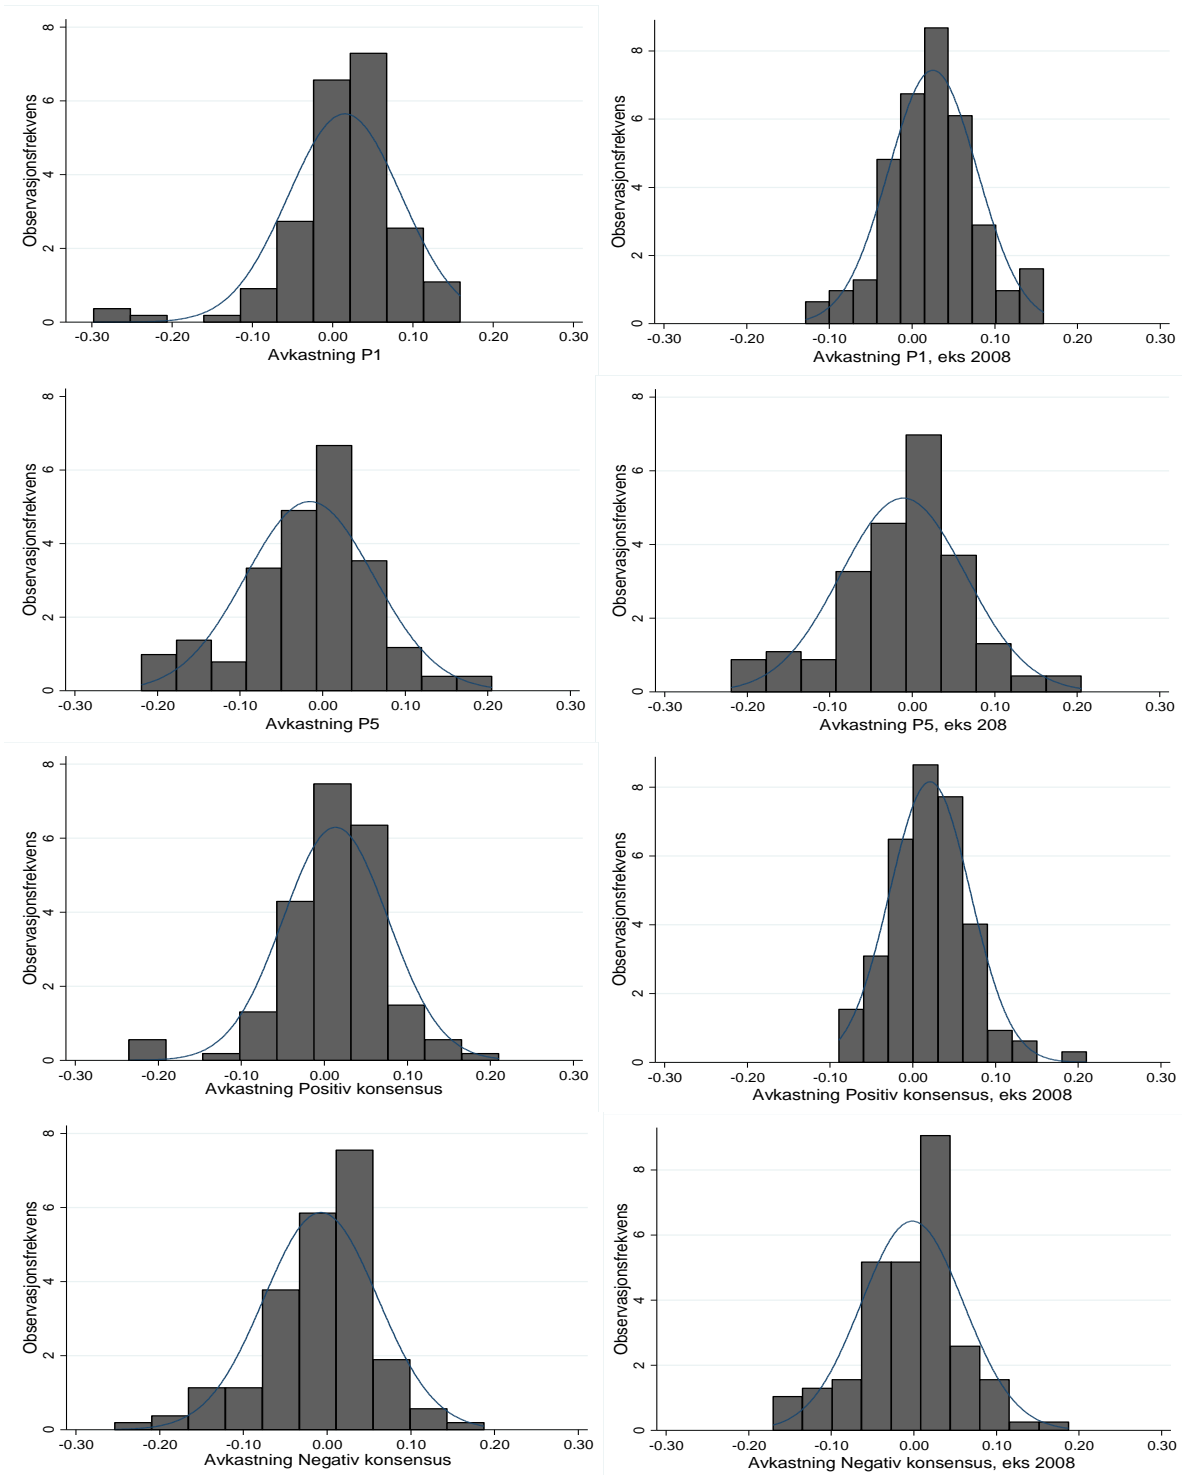 Observasjonsfrekvens
8
6
4
2
0
-0.30 -0.20 -0.10 0.00 0.10 0.20 0.30
Avkastning P1
Observasjonsfrekvens
8
6
4
2
0
-0.30 -0.20 -0.10 0.00 0.10 0.20 0.30
Avkastning P1, eks 2008
Observasjonsfrekvens
8
6
4
2
0
-0.30 -0.20 -0.10 0.00 0.10 0.20 0.30
Avkastning P5
Observasjonsfrekvens
8
6
4
2
0
-0.30 -0.20 -0.10 0.00 0.10 0.20 0.30
Avkastning P5, eks 208
Observasjonsfrekvens
8
6
4
2
0
-0.30 -0.20 -0.10 0.00 0.10 0.20 0.30
Avkastning Positiv konsensus
Observasjonsfrekvens
8
6
4
2
0
-0.30 -0.20 -0.10 0.00 0.10 0.20 0.30
Avkastning Positiv konsensus, eks 2008
Observasjonsfrekvens
8
6
4
2
0
-0.30 -0.20 -0.10 0.00 0.10 0.20 0.30
Avkastning Negativ konsensus
Observasjonsfrekvens
8
6
4
2
0
-0.30 -0.20 -0.10 0.00 0.10 0.20 0.30
Avkastning Negativ konsensus, eks 2008